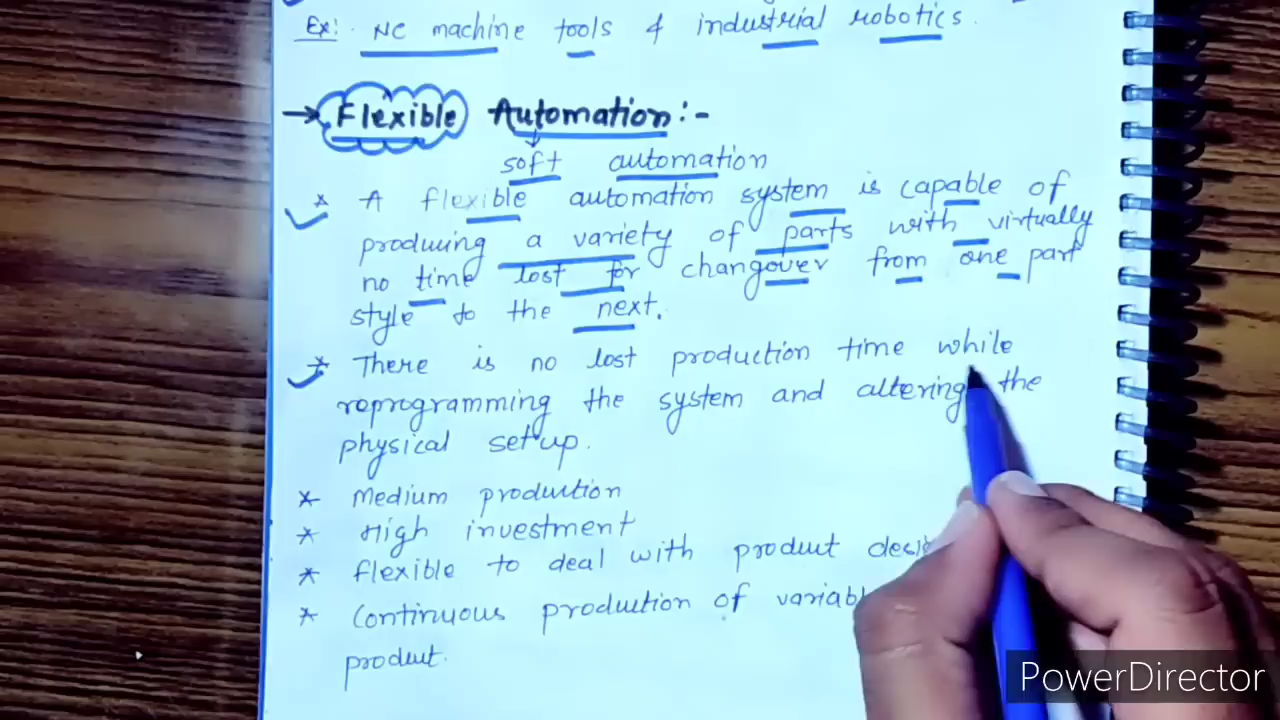 Ex:- NC machine tools & industrial robotics.
→ Flexible Automation:-
soft automation
* A flexible automation system is capable of
produing a variety of parts with virtually
no time lost for changover from one part
style to the next.
* There is no lost production time while
reprogramming the system and altering the
physical setup.
* Medium production
* High investment
* flexible to deal with product
* Continuous production of
product.
PowerDirector